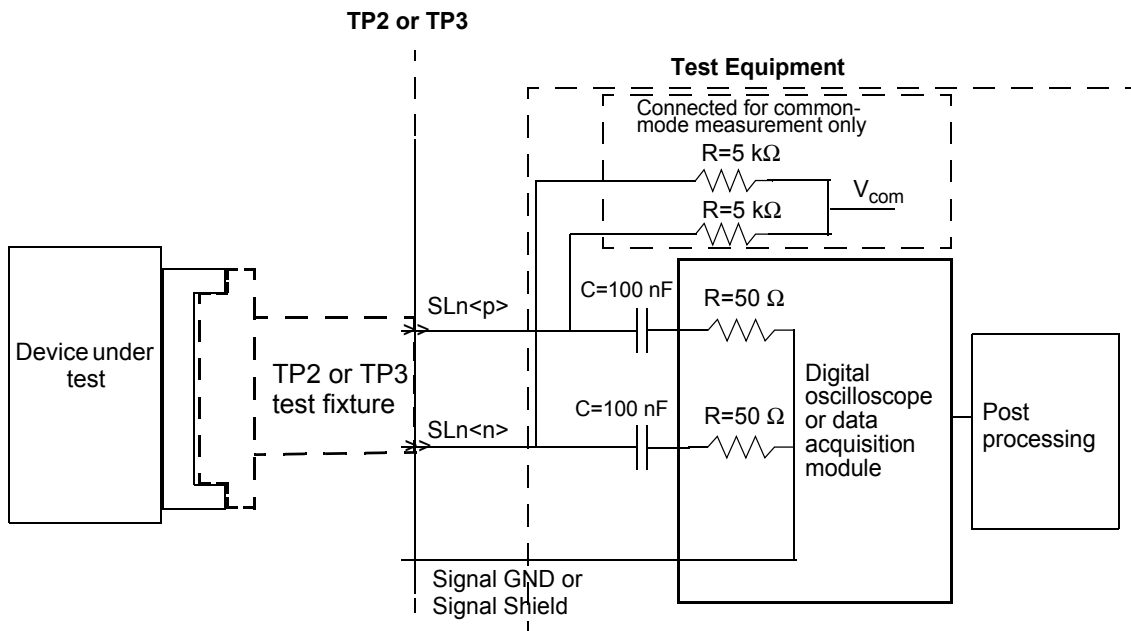 TP2 or TP3
Test Equipment
Connected for common-
mode measurement only
R=5 kΩ
Vcom
R=5 kΩ
C=100 nF
R=50 Ω
SLn<p>
Device under
test
TP2 or TP3
test fixture
Digital
oscilloscope
or data
acquisition
module
Post
processing
C=100 nF
R=50 Ω
SLn<n>
Signal GND or
Signal Shield